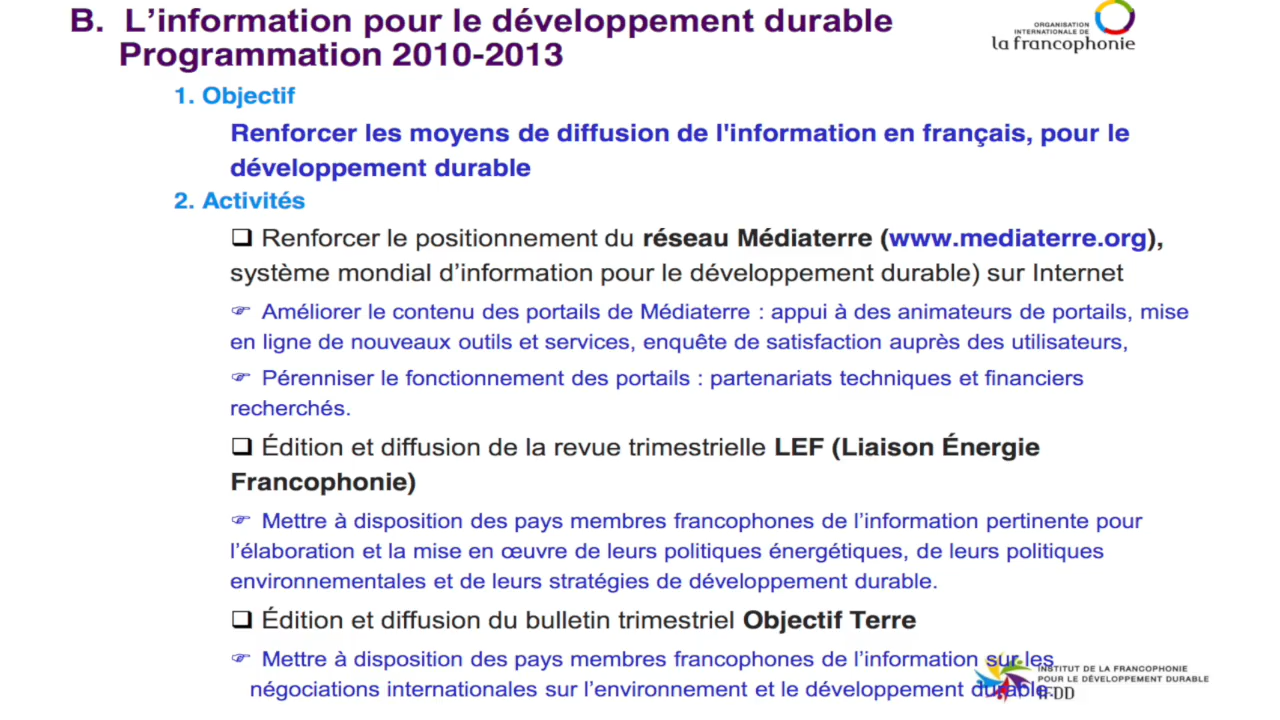 B. L’information pour le développement durable
Programmation 2010-2013
ORGANISATION
INTERNATIONALE DE
la francophonie
1. Objectif
Renforcer les moyens de diffusion de l'information en français, pour le
développement durable
2. Activités
❑ Renforcer le positionnement du réseau Médiaterre (www.mediaterre.org),
système mondial d’information pour le développement durable) sur Internet
☞ Améliorer le contenu des portails de Médiaterre : appui à des animateurs de portails, mise
en ligne de nouveaux outils et services, enquête de satisfaction auprès des utilisateurs,
☞ Pérenniser le fonctionnement des portails : partenariats techniques et financiers
recherchés.
❑ Édition et diffusion de la revue trimestrielle LEF (Liaison Énergie
Francophonie)
☞ Mettre à disposition des pays membres francophones de l’information pertinente pour
l’élaboration et la mise en œuvre de leurs politiques énergétiques, de leurs politiques
environnementales et de leurs stratégies de développement durable.
❑ Édition et diffusion du bulletin trimestriel Objectif Terre
☞ Mettre à disposition des pays membres francophones de l’information sur les
négociations internationales sur l’environnement et le développement durable.
INSTITUT DE LA FRANCOPHONIE
POUR LE DÉVELOPPEMENT DURABLE
IFDD